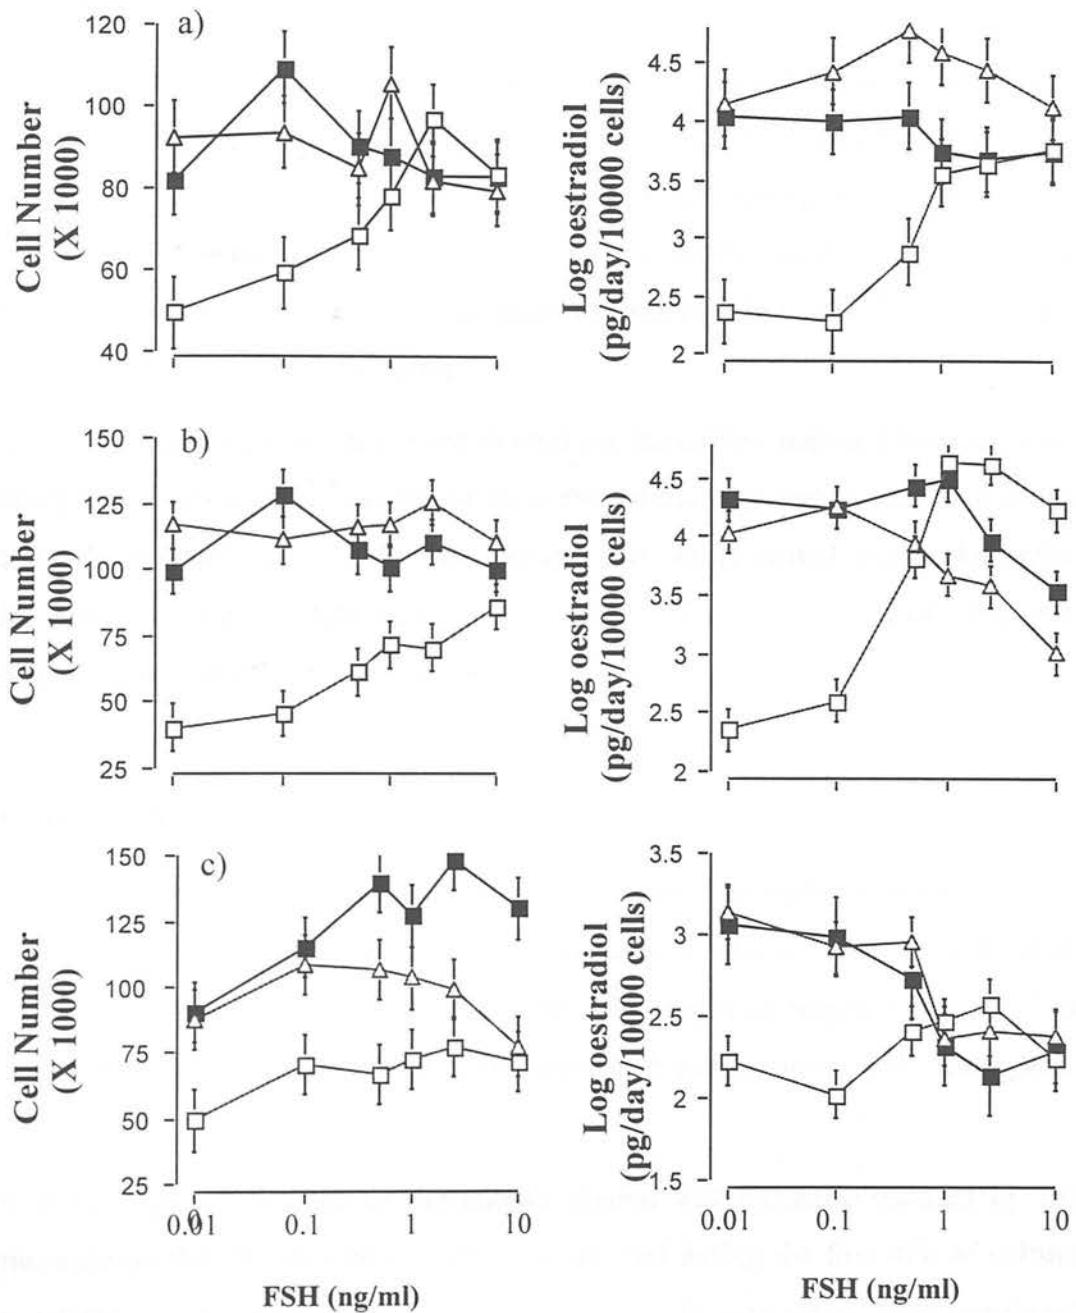 a)
120
100
80
60
40
Cell Number
(X 1000)
4.5
4
3.5
3
2.5
2
Log oestradiol
(pg/day/10000 cells)
b)
150
125
100
75
50
25
Cell Number
(X 1000)
4.5
4
3.5
3
2.5
2
Log oestradiol
(pg/day/10000 cells)
c)
150
125
100
75
50
25
Cell Number
(X 1000)
0.01
0
0.1
1
10
FSH (ng/ml)
3.5
3
2.5
2
1.5
Log oestradiol
(pg/day/10000 cells)
0.01
0.1
1
10
FSH (ng/ml)